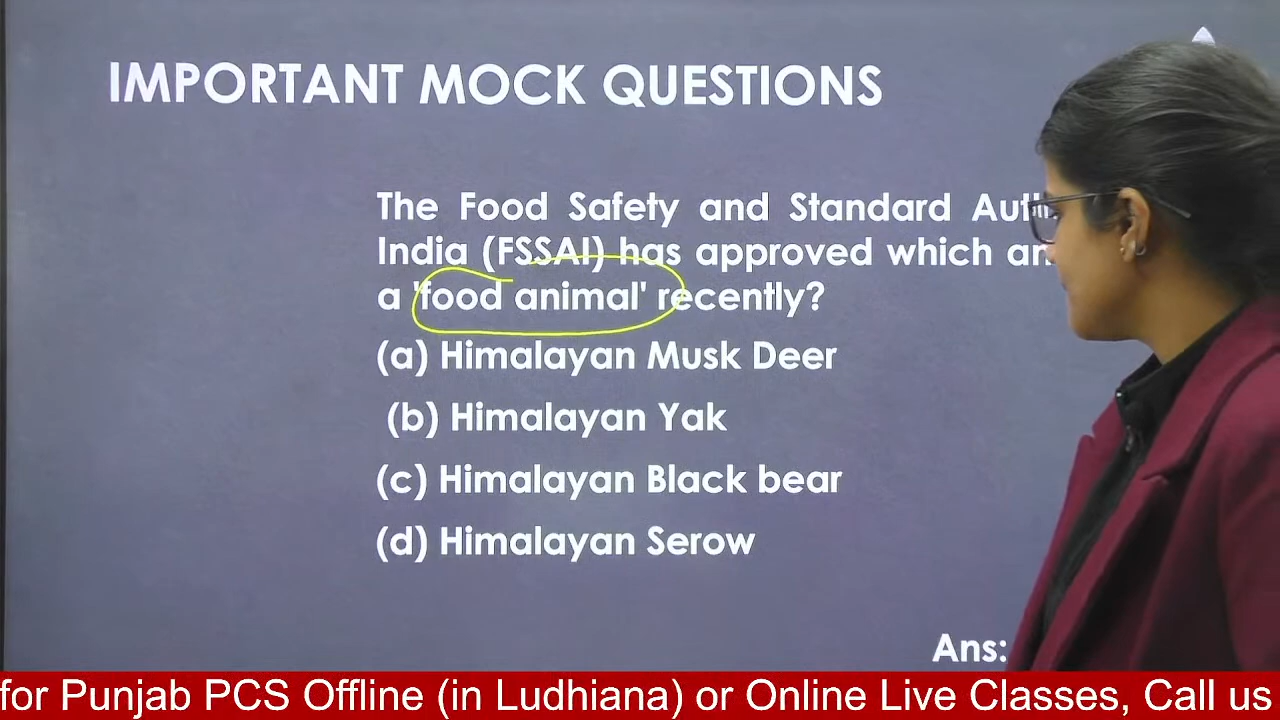 IMPORTANT MOCK QUESTIONS
The Food Safety and Standard
India (FSSAI) has approved which
a 'food animal' recently?
(a) Himalayan Musk Deer
(b) Himalayan Yak
(c) Himalayan Black bear
(d) Himalayan Serow
Ans:
for Punjab PCS Offline (in Ludhiana) or Online Live Classes, Call us